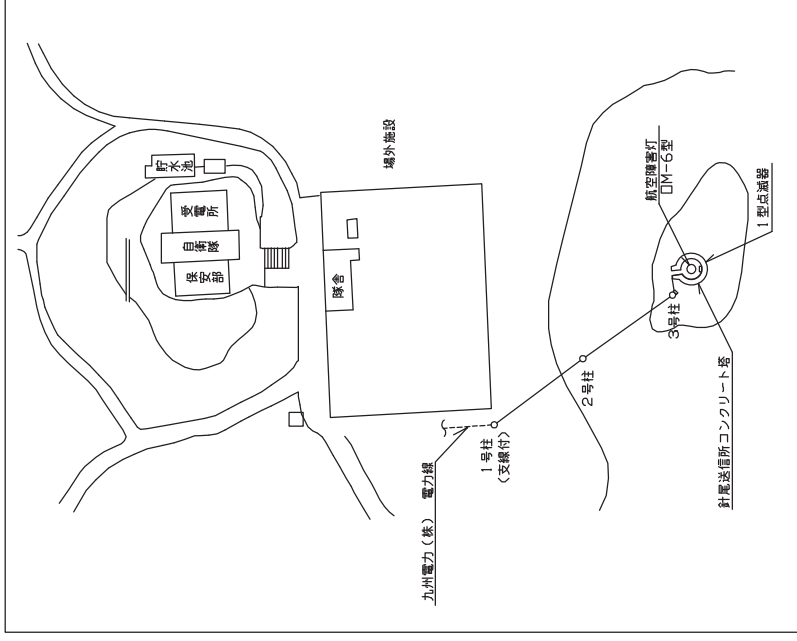 貯水池
受電所
自衛隊
保安部
場外施設
隊舎
航空障害灯
OM-6型
1型点滅器
3号柱
2号柱
1号柱
(支線付)
九州電力(株) 電力線
針尾送信所コンクリート塔